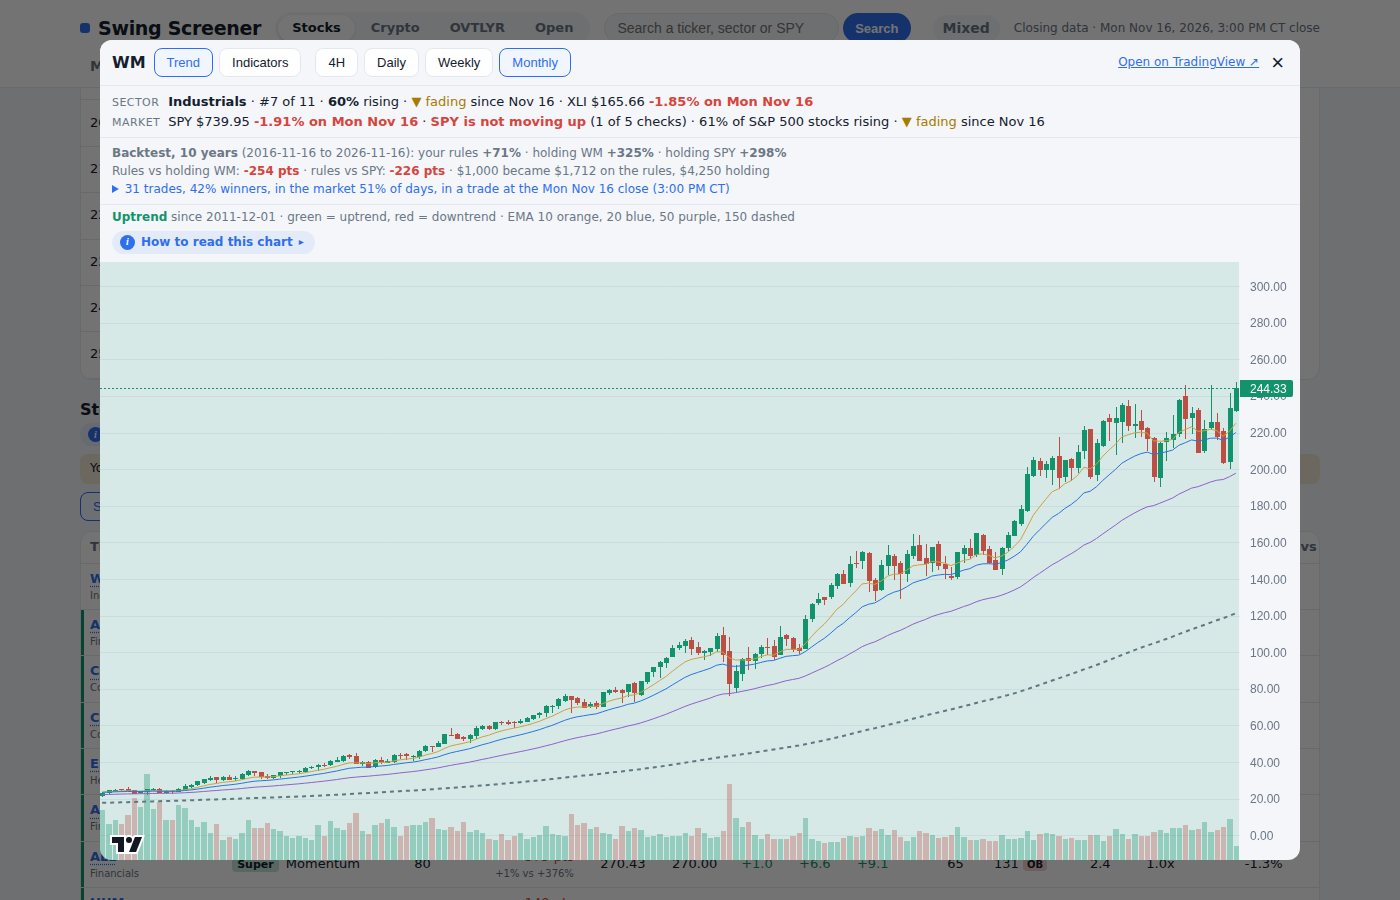 Swing Screener
Stocks Crypto OVTLYR Open
Search a ticker, sector or SPY
Search
Mixed
Closing data · Mon Nov 16, 2026, 3:00 PM CT close
WM
Trend Indicators 4H Daily Weekly Monthly
Open on TradingView ↗ ✕
SECTOR Industrials · #7 of 11 · 60% rising · ▼ fading since Nov 16 · XLI $165.66 -1.85% on Mon Nov 16
MARKET SPY $739.95 -1.91% on Mon Nov 16 · SPY is not moving up (1 of 5 checks) · 61% of S&P 500 stocks rising · ▼ fading since Nov 16
Backtest, 10 years (2016-11-16 to 2026-11-16): your rules +71% · holding WM +325% · holding SPY +298%
Rules vs holding WM: -254 pts · rules vs SPY: -226 pts · $1,000 became $1,712 on the rules, $4,250 holding
▶ 31 trades, 42% winners, in the market 51% of days, in a trade at the Mon Nov 16 close (3:00 PM CT)
Uptrend since 2011-12-01 · green = uptrend, red = downtrend · EMA 10 orange, 20 blue, 50 purple, 150 dashed
i How to read this chart ▸
300.00
280.00
260.00
244.33
240.00
220.00
200.00
180.00
160.00
140.00
120.00
100.00
80.00
60.00
40.00
20.00
0.00
vs
Super Momentum 80 270.43 270.00 +1.0 +6.6 +9.1 65 131 OB 2.4 1.0x -1.3%
Financials +1% vs +376%